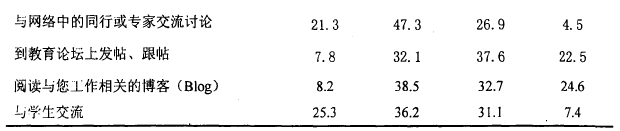 与网络中的同行或专家交流讨论 21.3 47.3 26.9 4.5
到教育论坛上发帖、跟帖 7.8 32.1 37.6 22.5
阅读与您工作相关的博客（Blog） 8.2 38.5 32.7 24.6
与学生交流 25.3 36.2 31.1 7.4